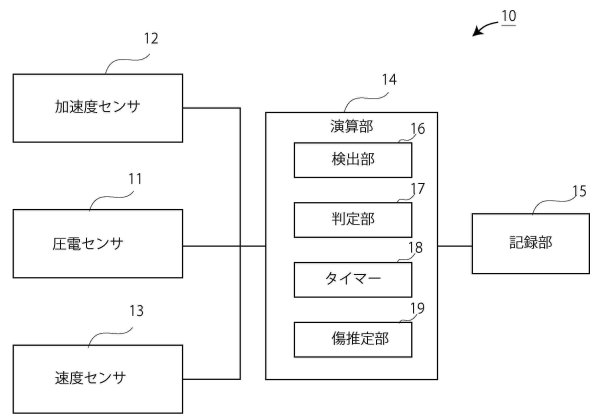 10
12
加速度センサ
11
圧電センサ
13
速度センサ
14
演算部
16
検出部
17
判定部
18
タイマー
19
傷推定部
15
記録部